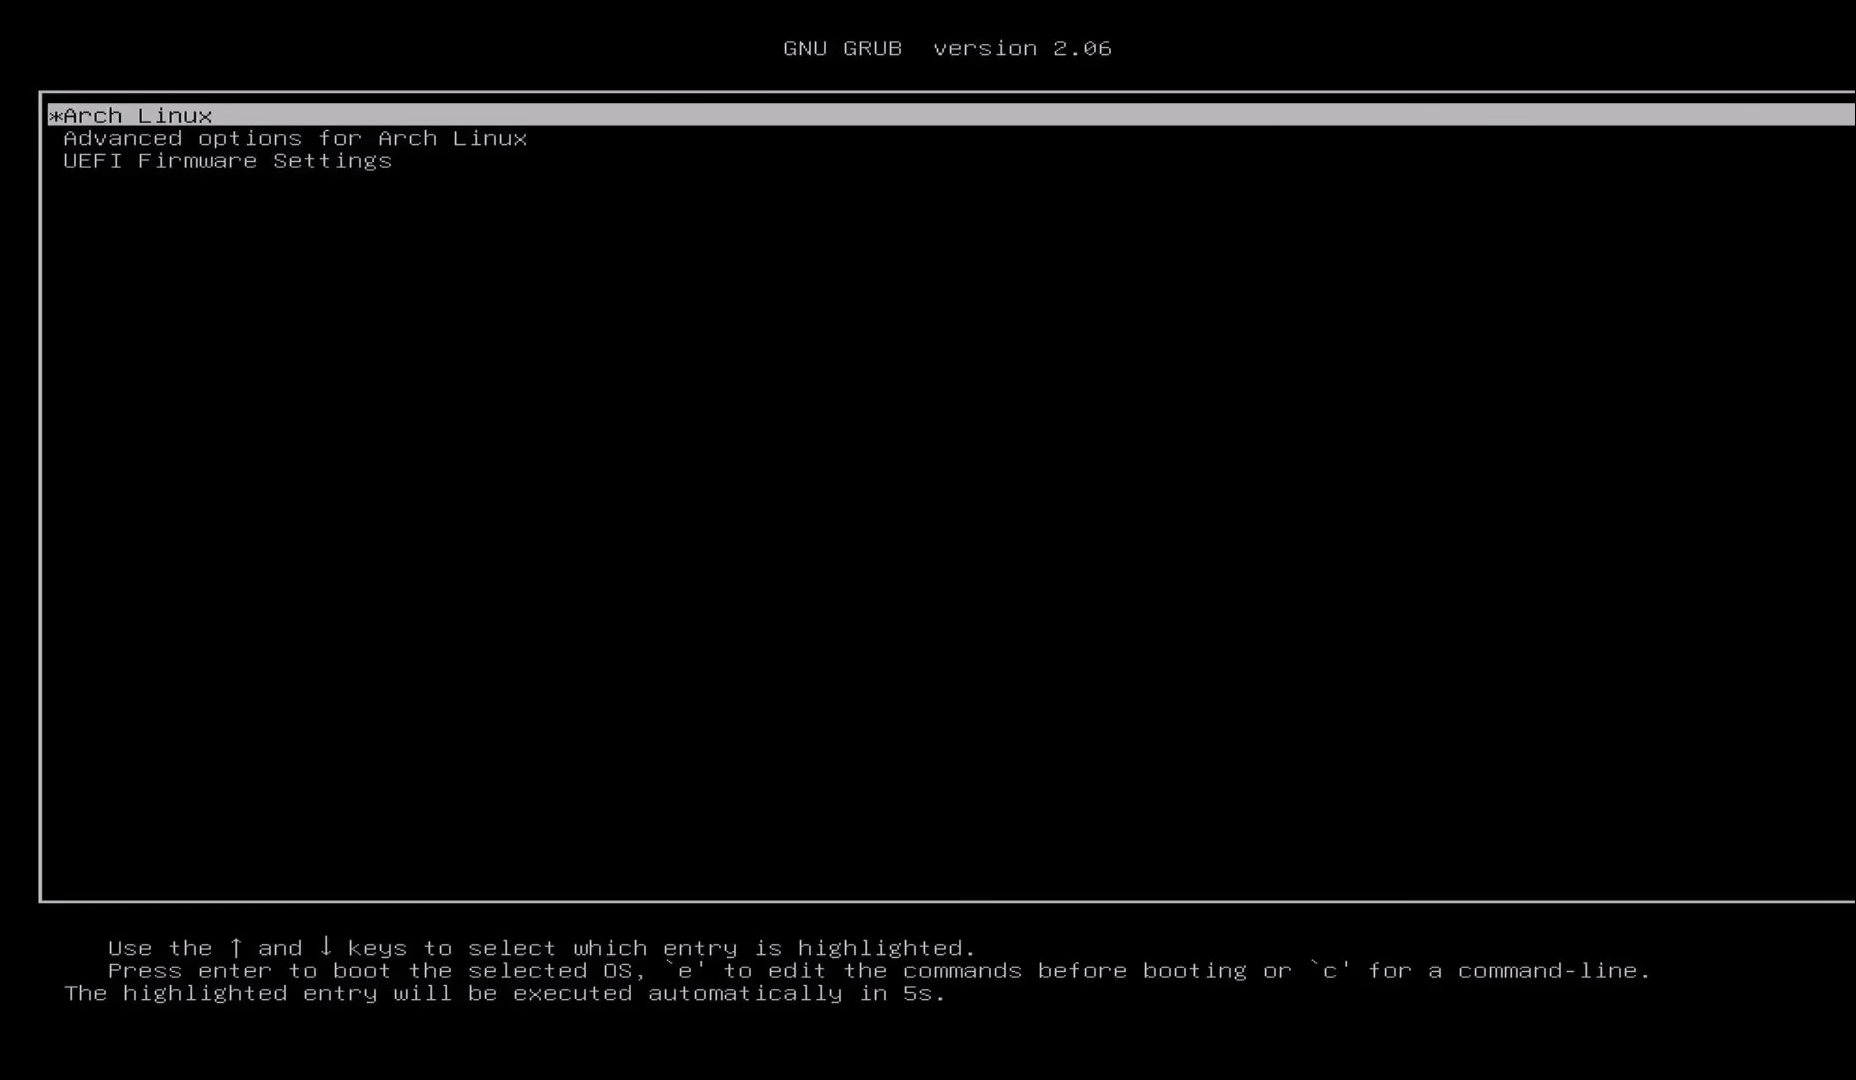 GNU GRUB  version 2.06
*Arch Linux
Advanced options for Arch Linux
UEFI Firmware Settings
Use the ↑ and ↓ keys to select which entry is highlighted.
Press enter to boot the selected OS, `e' to edit the commands before booting or `c' for a command-line.
The highlighted entry will be executed automatically in 5s.